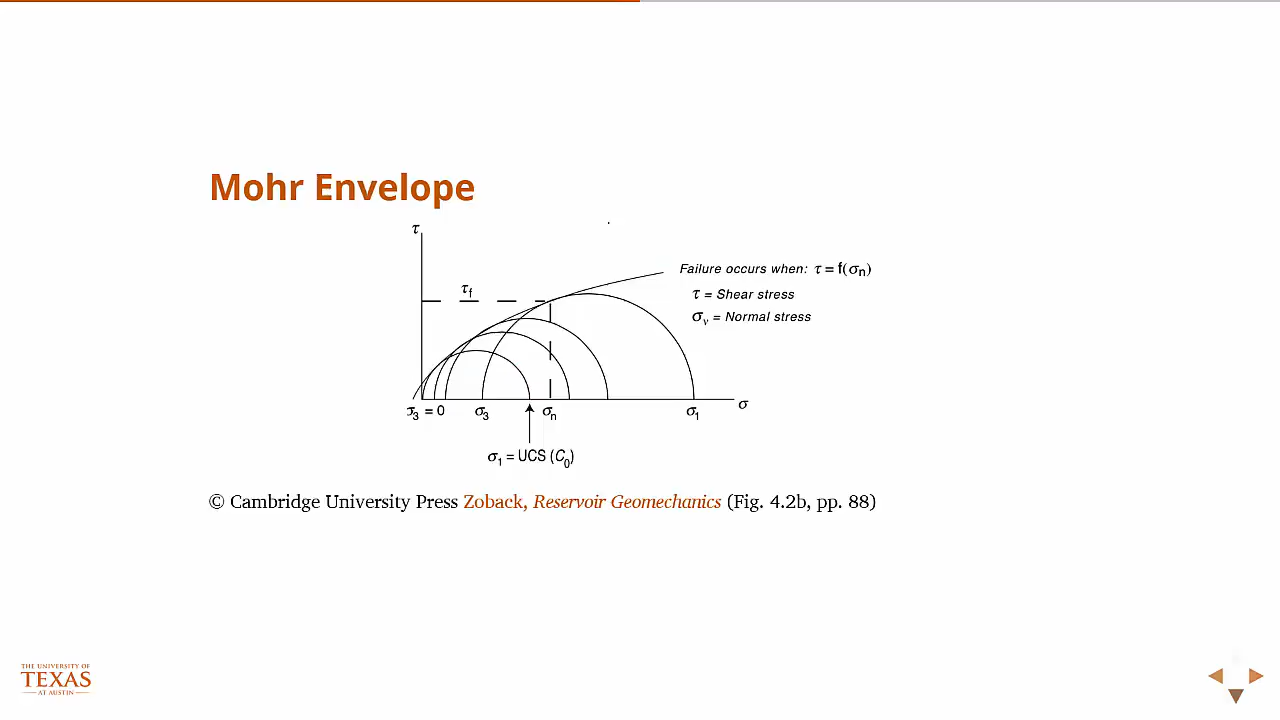 Mohr Envelope
τ
τf
Failure occurs when: τ = f(σn)
τ = Shear stress
σν = Normal stress
σ3 = 0 σ3 σn σ1 σ
σ1 = UCS (C0)
© Cambridge University Press Zoback, Reservoir Geomechanics (Fig. 4.2b, pp. 88)
THE UNIVERSITY OF
TEXAS
AT AUSTIN